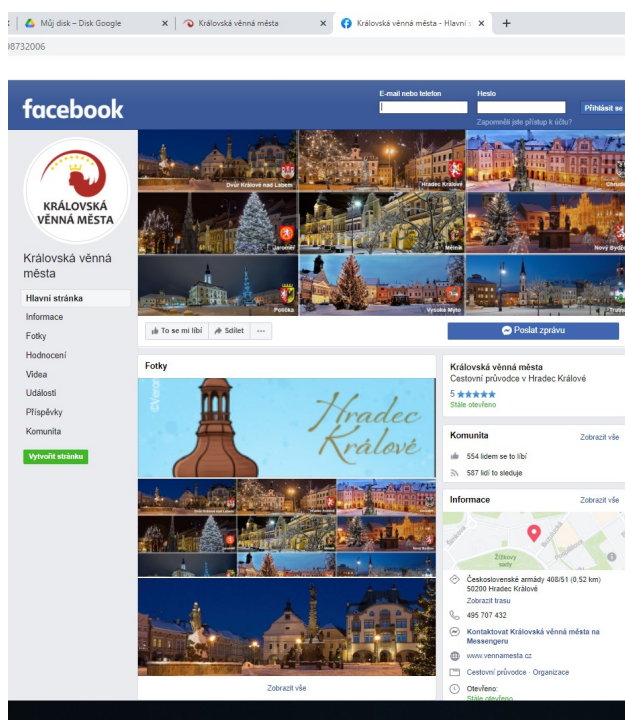 Můj disk – Disk Google
Královská věnná města
Královská věnná města - Hlavní s
98732006
facebook
E-mail nebo telefon
Heslo
Přihlásit se
Zapomněli jste přístup k účtu?
KRÁLOVSKÁ
VĚNNÁ MĚSTA
Královská věnná
města
Hlavní stránka
Informace
Fotky
Hodnocení
Videa
Události
Příspěvky
Komunita
Vytvořit stránku
Dvůr Králové nad Labem
Hradec Králové
Chrudi
Jaroměř
Mělník
Nový Bydžo
Polička
Vysoké Mýto
Trutn
To se mi líbí
Sdílet
Poslat zprávu
Fotky
Hradec
Králové
Zobrazit vše
Královská věnná města
Cestovní průvodce v Hradec Králové
5
Stále otevřeno
Komunita
Zobrazit vše
554 lidem se to líbí
587 lidí to sleduje
Informace
Zobrazit vše
Žižkovy
sady
Československé armády 408/51 (0,52 km)
50200 Hradec Králové
Zobrazit trasu
495 707 432
Kontaktovat Královská věnná města na
Messengeru
www.vennamesta.cz
Cestovní průvodce · Organizace
Otevřeno:
Stále otevřeno